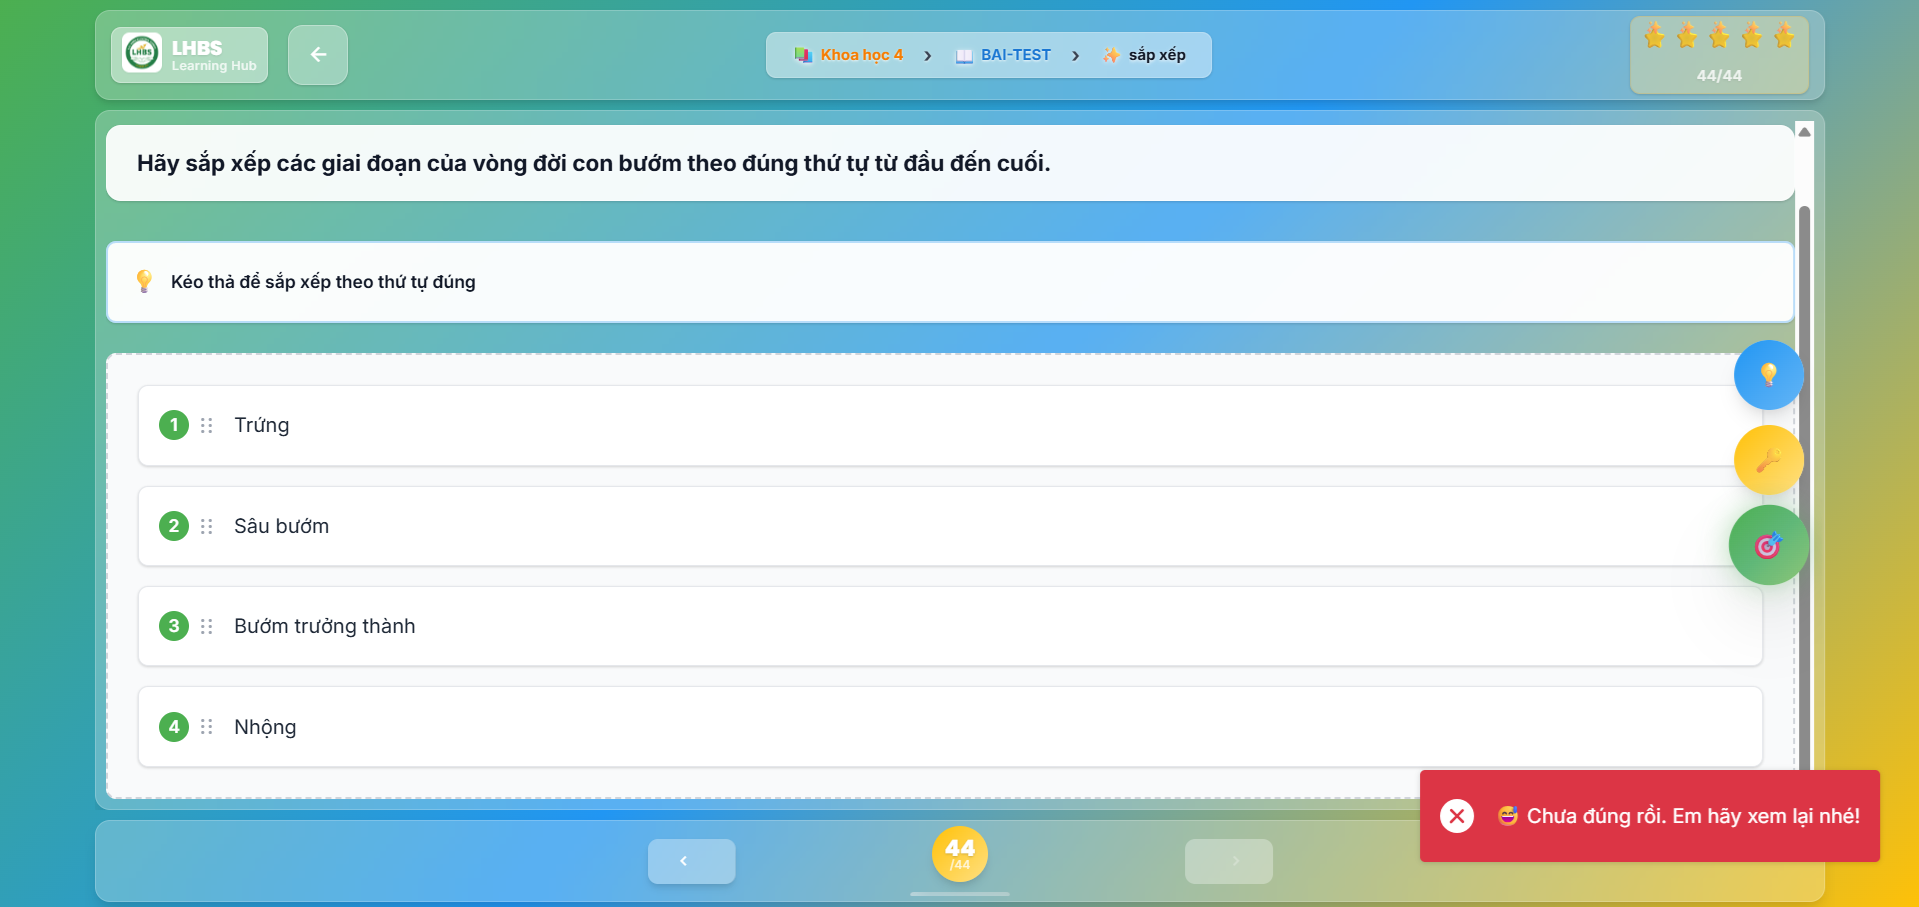 LHBS
LHBS
Learning Hub
Khoa học 4
BAI-TEST
sắp xếp
44/44
Hãy sắp xếp các giai đoạn của vòng đời con bướm theo đúng thứ tự từ đầu đến cuối.
Kéo thả để sắp xếp theo thứ tự đúng
1 Trứng
2 Sâu bướm
3 Bướm trưởng thành
4 Nhộng
Chưa đúng rồi. Em hãy xem lại nhé!
44
/44